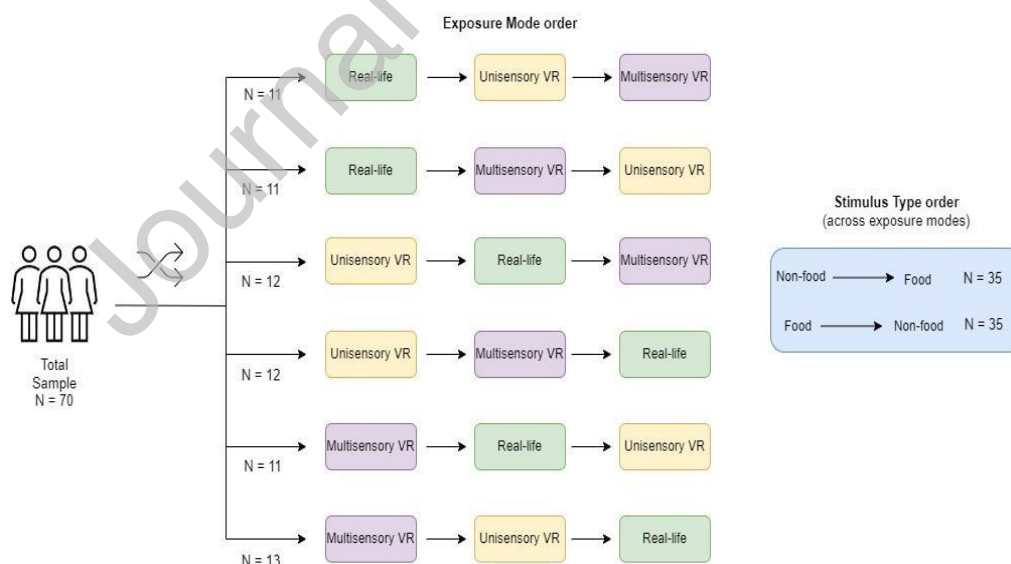 Exposure Mode order
Real-life
Unisensory VR
Multisensory VR
N = 11
Real-life
Multisensory VR
Unisensory VR
N = 11
Unisensory VR
Real-life
Multisensory VR
N = 12
Unisensory VR
Multisensory VR
Real-life
N = 12
Multisensory VR
Real-life
Unisensory VR
N = 11
Multisensory VR
Unisensory VR
Real-life
N = 13
Total
Sample
N = 70
Stimulus Type order
(across exposure modes)
Non-food
Food
N = 35
Food
Non-food
N = 35
Journal